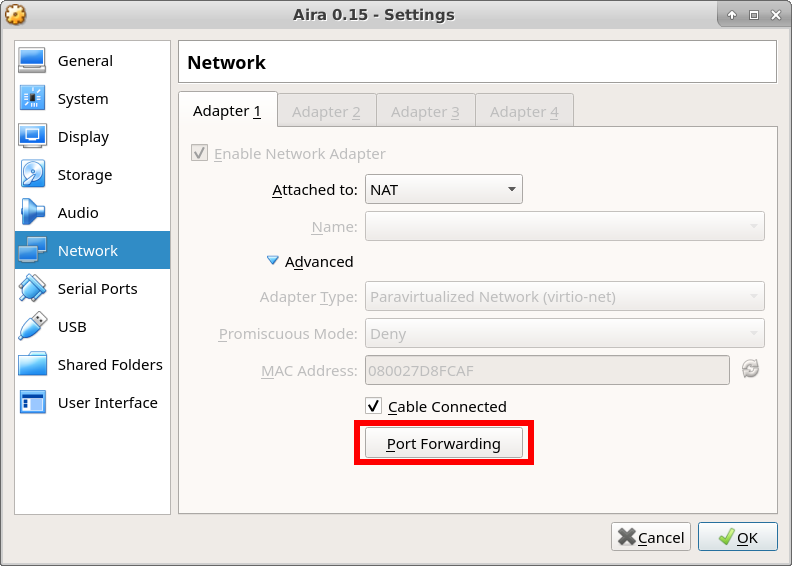 Aira 0.15 - Settings
General
System
Display
Storage
Audio
Network
Serial Ports
USB
Shared Folders
User Interface
Network
Adapter 1 Adapter 2 Adapter 3 Adapter 4
Enable Network Adapter
Attached to: NAT
Name:
Advanced
Adapter Type: Paravirtualized Network (virtio-net)
Promiscuous Mode: Deny
MAC Address: 080027D8FCAF
Cable Connected
Port Forwarding
Cancel OK